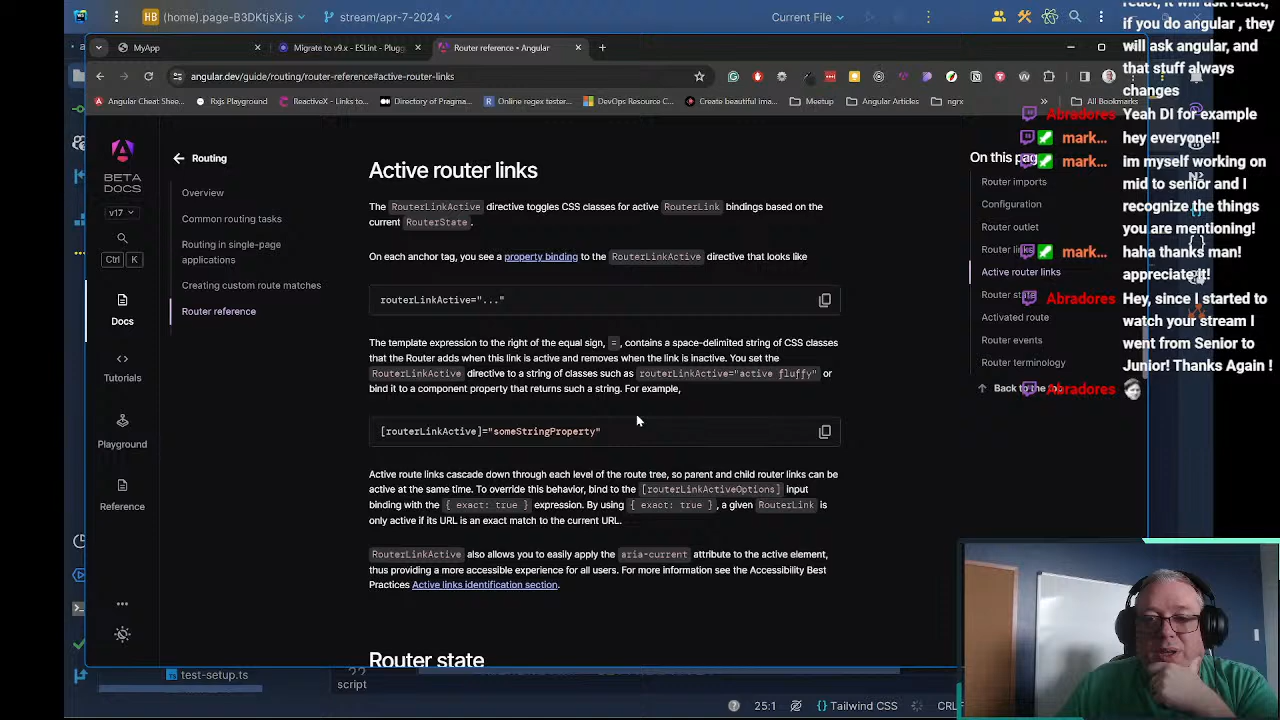 HB (home).page-B3DKtjsX.js
stream/apr-7-2024
Current File
MyApp
Migrate to v9.x - ESLint - Plugg
Router reference • Angular
angular.dev/guide/routing/router-reference#active-router-links
Angular Cheat Shee...
Rxjs Playground
ReactiveX - Links to...
Directory of Pragma...
Online regex tester...
DevOps Resource C...
Create beautiful ima...
Meetup
Angular Articles
ngrx
All Bookmarks
BETA
DOCS
v17
Ctrl K
Docs
Tutorials
Playground
Reference
Routing
Overview
Common routing tasks
Routing in single-page
applications
Creating custom route matches
Router reference
Active router links
The RouterLinkActive directive toggles CSS classes for active RouterLink bindings based on the
current RouterState.
On each anchor tag, you see a property binding to the RouterLinkActive directive that looks like
routerLinkActive="..."
The template expression to the right of the equal sign, =, contains a space-delimited string of CSS classes
that the Router adds when this link is active and removes when the link is inactive. You set the
RouterLinkActive directive to a string of classes such as routerLinkActive="active fluffy" or
bind it to a component property that returns such a string. For example,
[routerLinkActive]="someStringProperty"
Active route links cascade down through each level of the route tree, so parent and child router links can be
active at the same time. To override this behavior, bind to the [routerLinkActiveOptions] input
binding with the { exact: true } expression. By using { exact: true }, a given RouterLink is
only active if its URL is an exact match to the current URL.
RouterLinkActive also allows you to easily apply the aria-current attribute to the active element,
thus providing a more accessible experience for all users. For more information see the Accessibility Best
Practices Active links identification section.
Router state
On this
Router imports
Configuration
Router outlet
Router
Active router links
Router
Activated route
Router events
Router terminology
Back to the
react, it will ask react,
if you do angular , they
will ask angular, and
that stuff always
changes
Abradores Yeah DI for example
mark... hey everyone!!
mark... im myself working on
mid to senior and I
recognize the things
you are mentioning!
mark... haha thanks man!
appreciate it!
Abradores Hey, since I started to
watch your stream I
went from Senior to
Junior! Thanks Again !
Abradores
test-setup.ts
script
25:1
Tailwind CSS